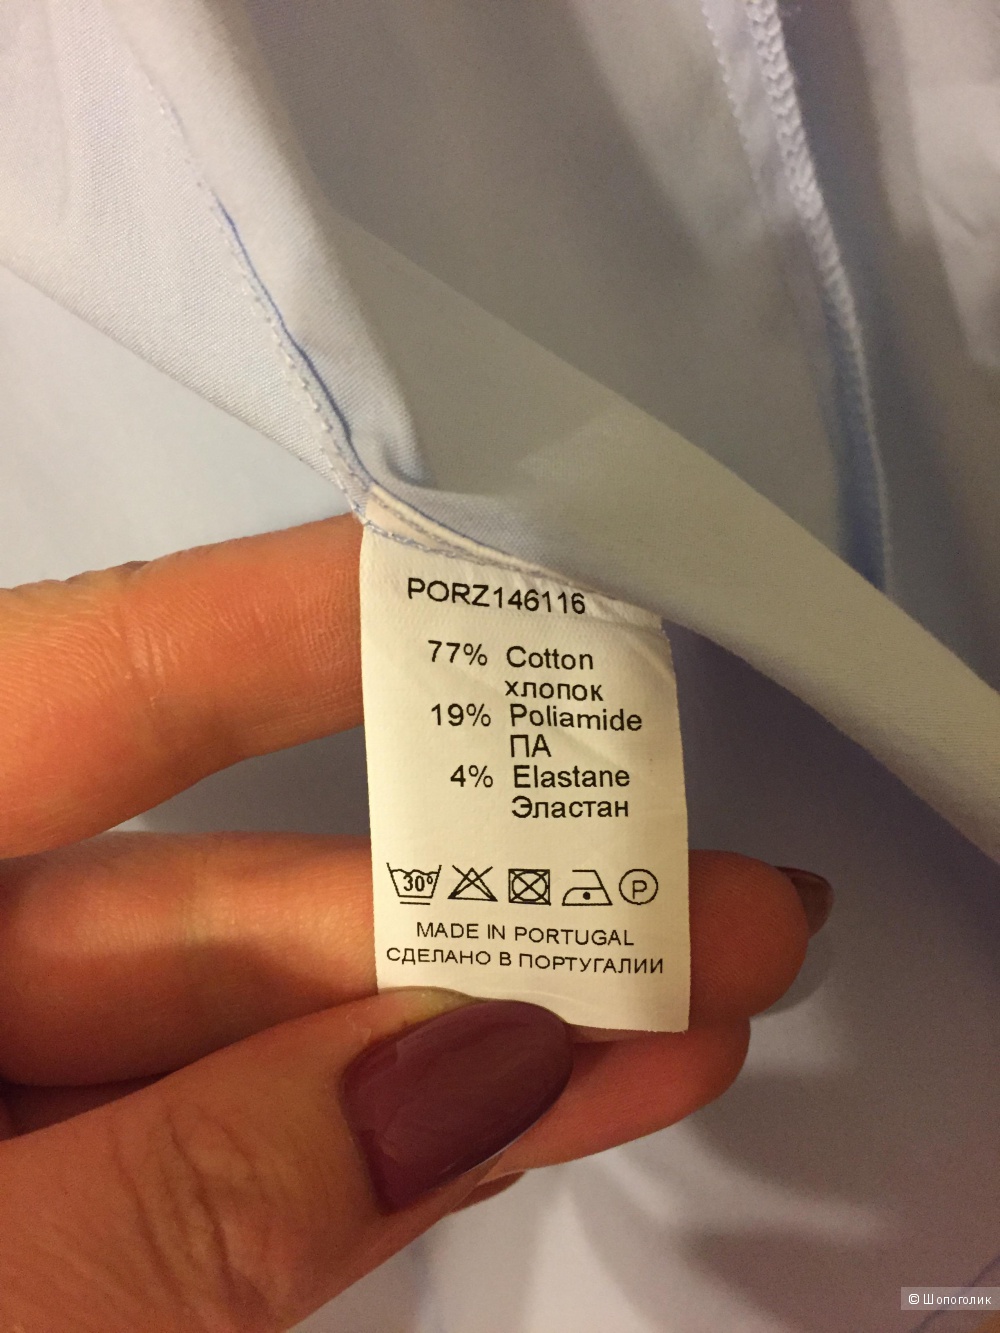 PORZ146116
77% Cotton
хлопок
19% Poliamide
ПА
4% Elastane
Эластан
30° P
MADE IN PORTUGAL
СДЕЛАНО В ПОРТУГАЛИИ
© Шопоголик